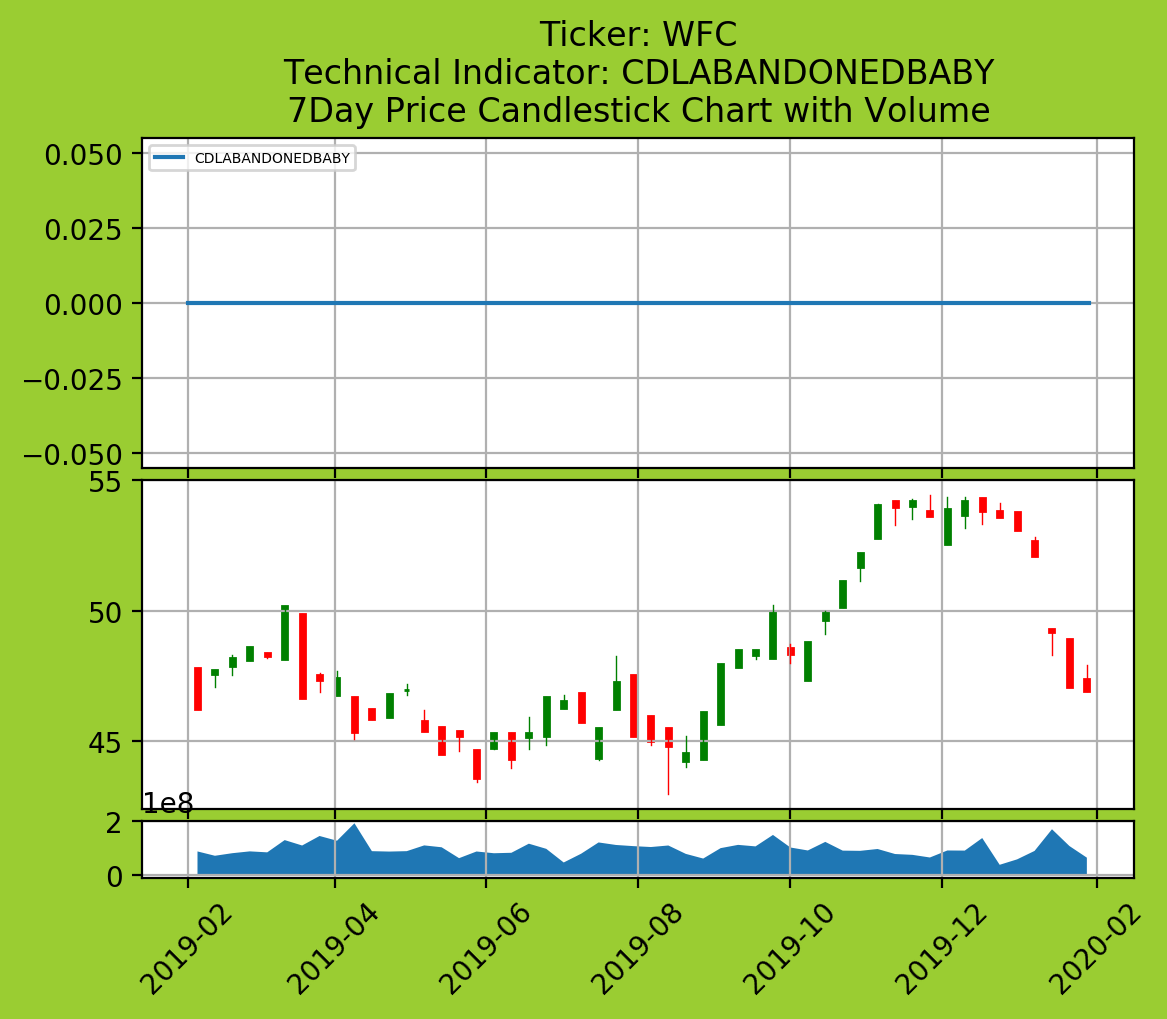 Ticker: WFC
Technical Indicator: CDLABANDONEDBABY
7Day Price Candlestick Chart with Volume
CDLABANDONEDBABY
0.050
0.025
0.000
−0.025
−0.050
55
50
45
1e8
2
0
2019-02 2019-04 2019-06 2019-08 2019-10 2019-12 2020-02